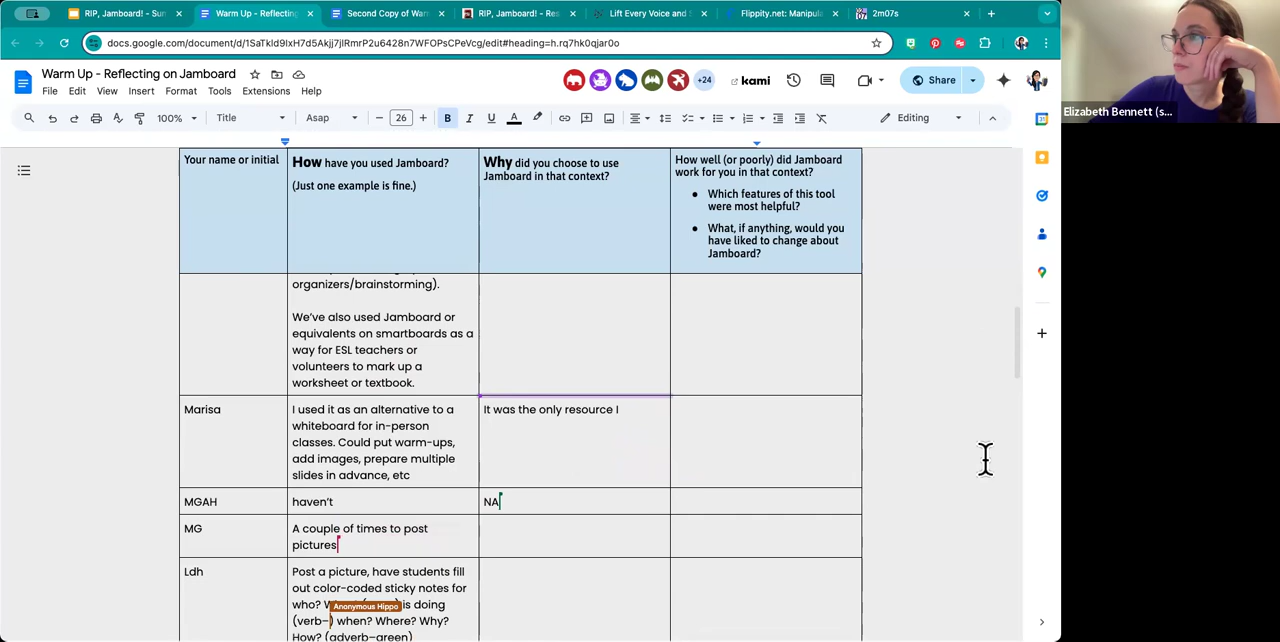 RIP, Jamboard! - Sum
Warm Up - Reflecting
Second Copy of Warm
RIP, Jamboard! - Res
Lift Every Voice and
Flippity.net: Manipula
2m07s
docs.google.com/document/d/1SaTkld9lxH7d5Akjj7jlRmrP2u6428n7WFOPsCPeVcg/edit#heading=h.rq7hk0qjar0o
Warm Up - Reflecting on Jamboard
+24
kami
Share
File Edit View Insert Format Tools Extensions Help
100%
Title
Asap
26
B I U A
Editing
Elizabeth Bennett (s...
Your name or initial
How have you used Jamboard?
(Just one example is fine.)
Why did you choose to use
Jamboard in that context?
How well (or poorly) did Jamboard
work for you in that context?
● Which features of this tool
were most helpful?
● What, if anything, would you
have liked to change about
Jamboard?
organizers/brainstorming).
We've also used Jamboard or
equivalents on smartboards as a
way for ESL teachers or
volunteers to mark up a
worksheet or textbook.
Marisa
I used it as an alternative to a
whiteboard for in-person
classes. Could put warm-ups,
add images, prepare multiple
slides in advance, etc
It was the only resource I
MGAH
haven't
NA
MG
A couple of times to post
pictures
Ldh
Post a picture, have students fill
out color-coded sticky notes for
who? is doing
Anonymous Hippo
(verb-) when? Where? Why?
How? (adverb-green)